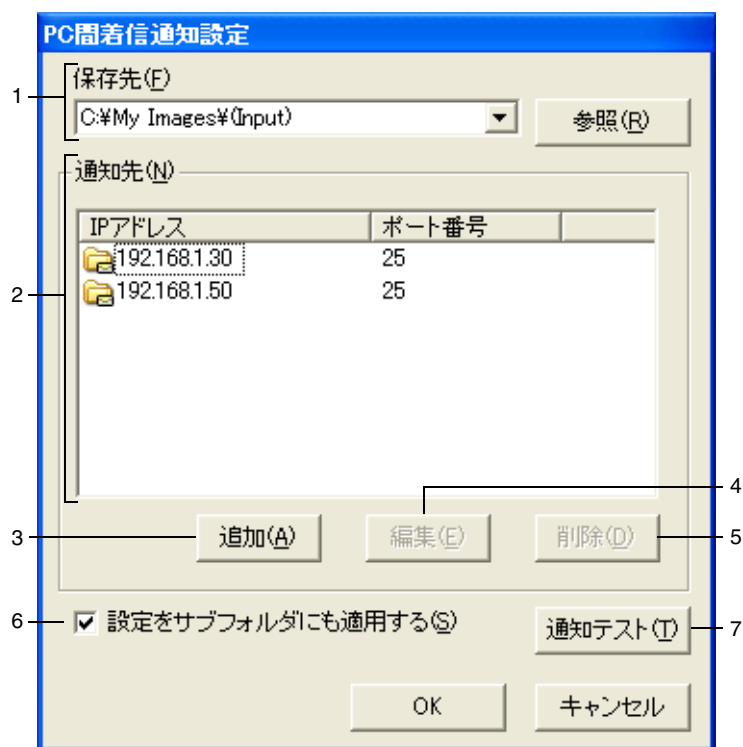 PC間着信通知設定
1
保存先(F)
C:¥My Images¥(Input)
参照(R)
2
通知先(N)
IPアドレス ポート番号
192.168.1.30 25
192.168.1.50 25
4
3
追加(A)
編集(E)
削除(D)
5
6
設定をサブフォルダにも適用する(S)
通知テスト(T)
7
OK
キャンセル